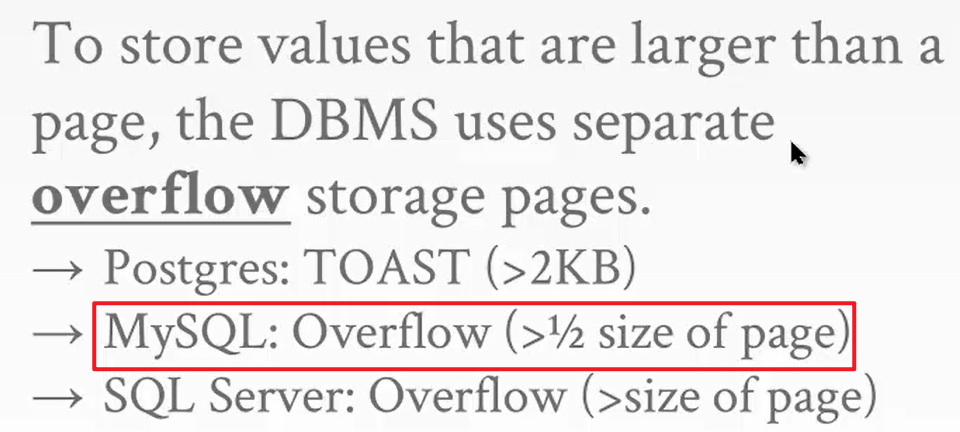 To store values that are larger than a
page, the DBMS uses separate
overflow storage pages.
→ Postgres: TOAST (>2KB)
→ MySQL: Overflow (>½ size of page)
→ SQL Server: Overflow (>size of page)